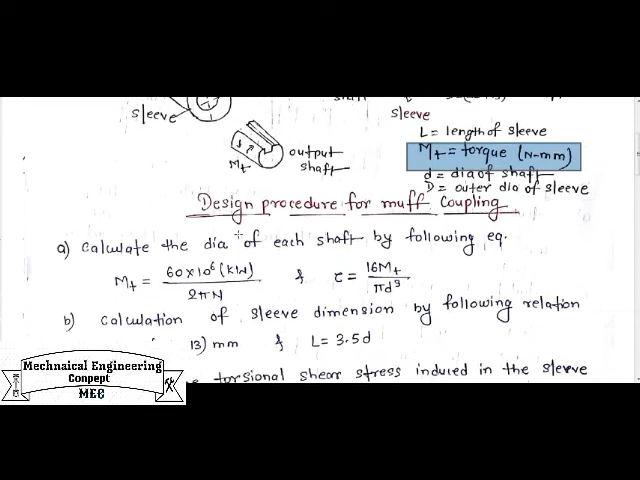 sleeve
sleeve
L = length of sleeve
Mt = torque (N-mm)
output
shaft
Mt
d = dia of shaft
D = outer dia of sleeve
Design procedure for muff Coupling
a) calculate the dia of each shaft by following eq.
Mt = 60×10⁶(kW) / 2πN & τ = 16Mt / πd³
b) calculation of sleeve dimension by following relation
13) mm & L = 3.5d
torsional shear stress induced in the sleeve
Mechnaical Engineering
Conpept
MEC